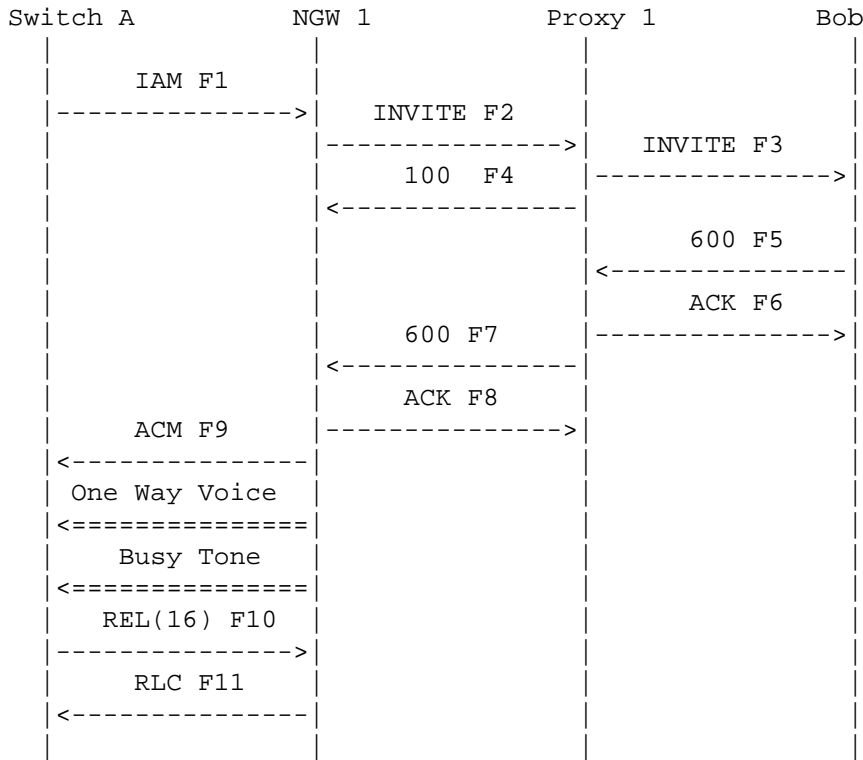 Switch A NGW 1 Proxy 1 Bob
IAM F1
INVITE F2
INVITE F3
100 F4
600 F5
ACK F6
600 F7
ACK F8
ACM F9
One Way Voice
Busy Tone
REL(16) F10
RLC F11